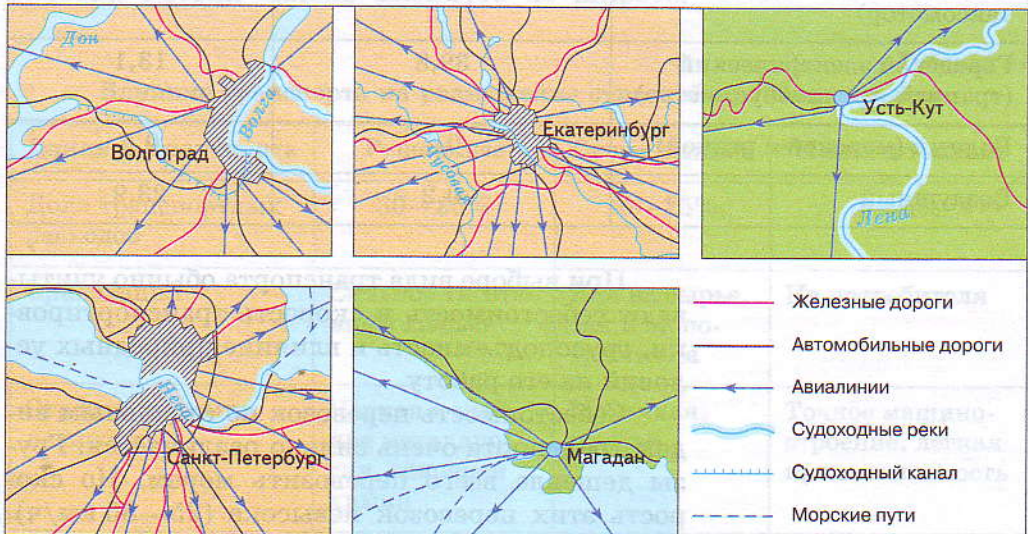 Дон
Волга
Волгоград
Екатеринбург
Чусовая
Усть-Кут
Лена
Нева
Санкт-Петербург
Магадан
Железные дороги
Автомобильные дороги
Авиалинии
Судоходные реки
Судоходный канал
Морские пути